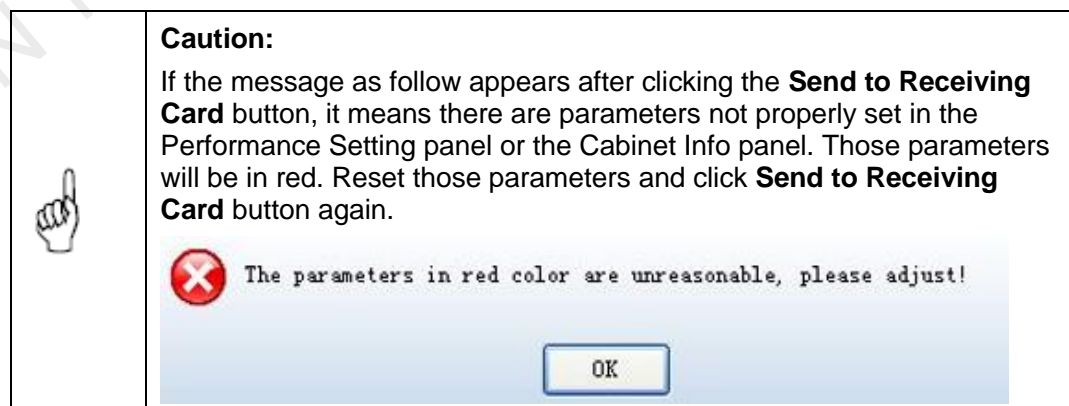 Caution:
If the message as follow appears after clicking the Send to Receiving
Card button, it means there are parameters not properly set in the
Performance Setting panel or the Cabinet Info panel. Those parameters
will be in red. Reset those parameters and click Send to Receiving
Card button again.
The parameters in red color are unreasonable, please adjust!
OK